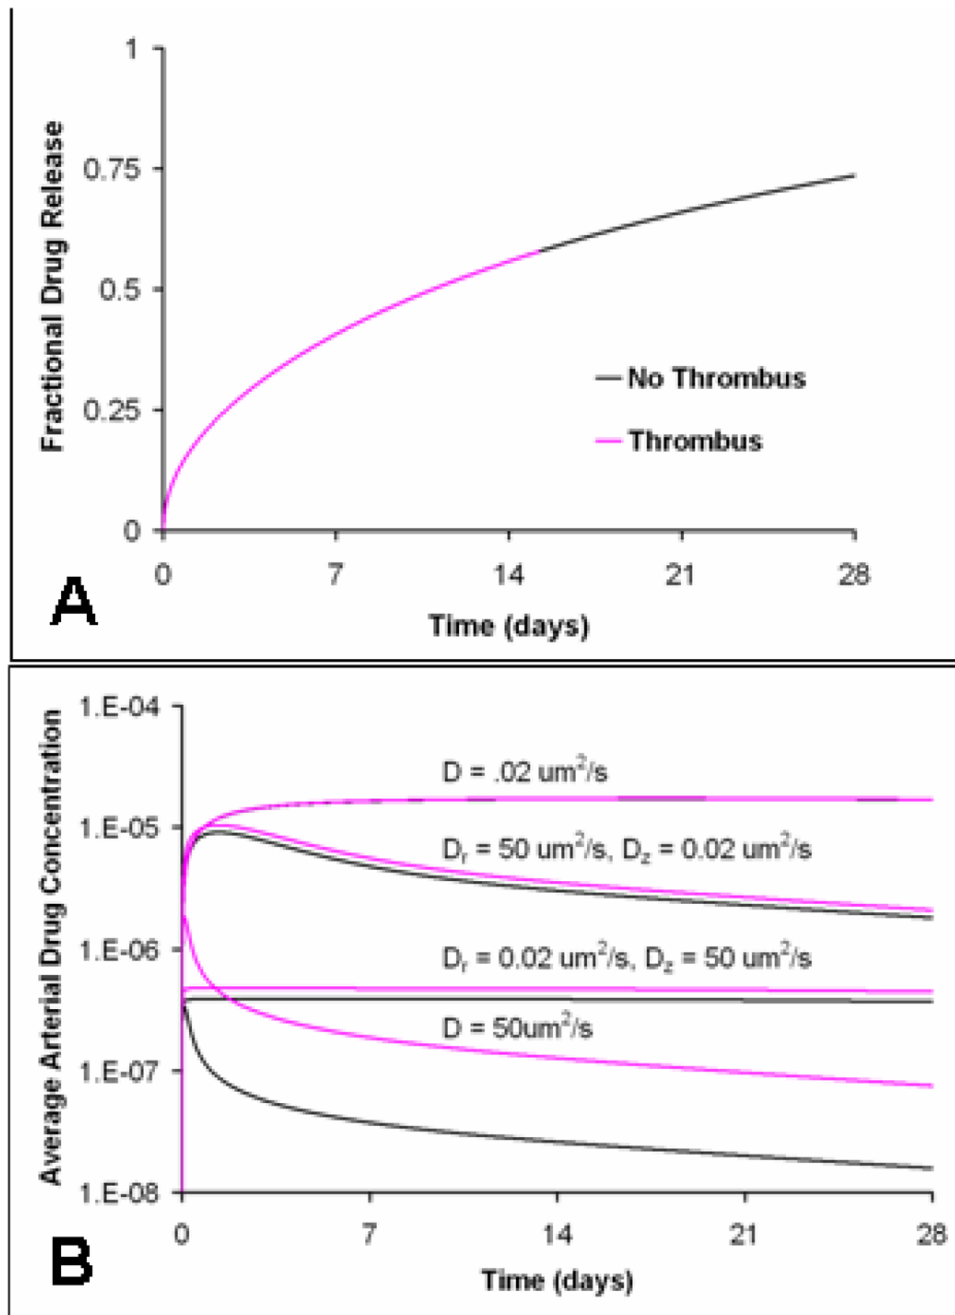 1
0.75
0.5
0.25
0
Fractional Drug Release
No Thrombus
Thrombus
0 7 14 21 28
Time (days)
A
1.E-04
1.E-05
1.E-06
1.E-07
1.E-08
Average Arterial Drug Concentration
D = .02 um²/s
Dᵣ = 50 um²/s, D_z = 0.02 um²/s
Dᵣ = 0.02 um²/s, D_z = 50 um²/s
D = 50um²/s
0 7 14 21 28
Time (days)
B